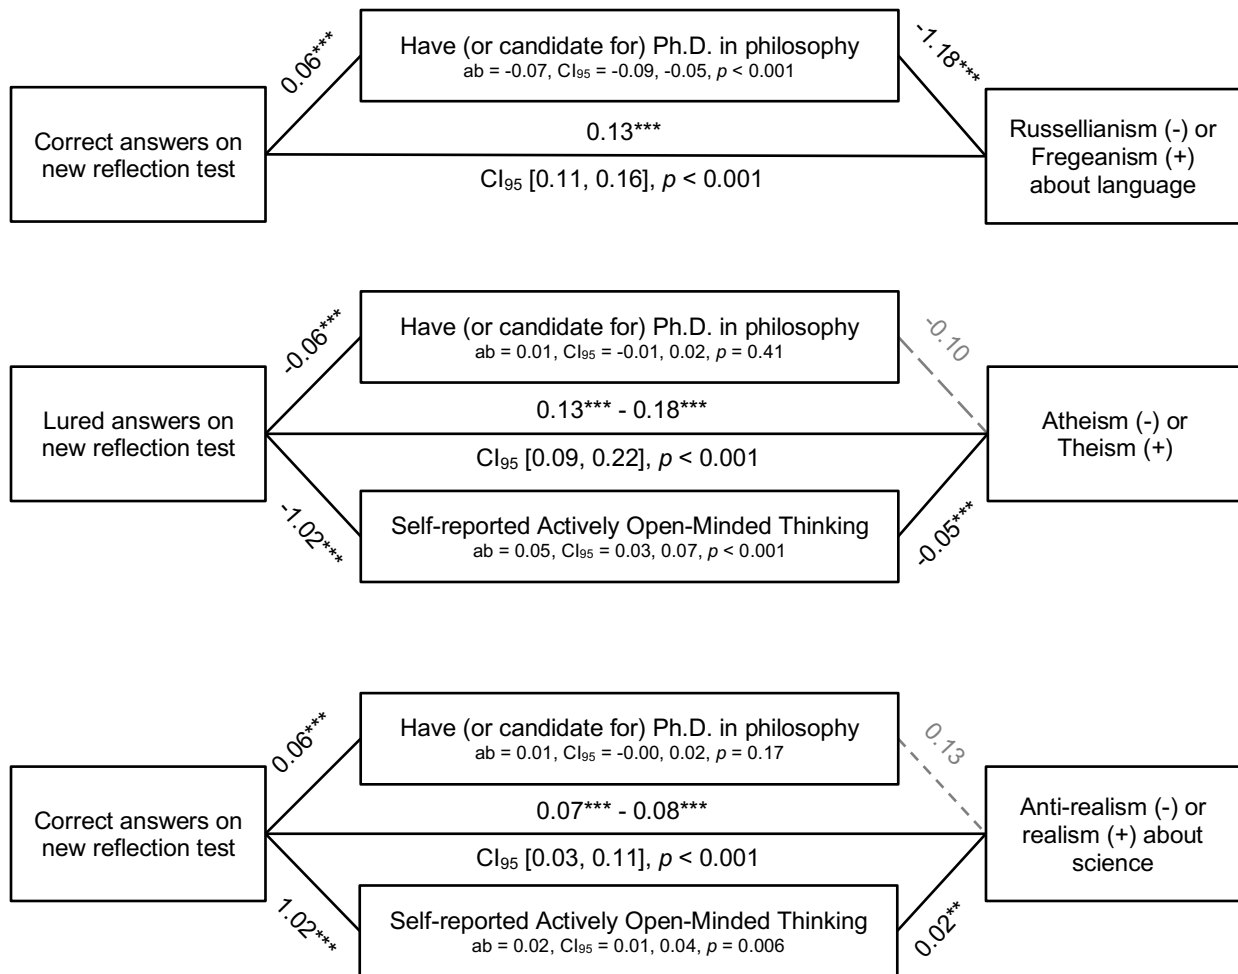 Have (or candidate for) Ph.D. in philosophy
ab = -0.07, CI₉₅ = -0.09, -0.05, p < 0.001
0.06***
-1.18***
Correct answers on
new reflection test
0.13***
CI₉₅ [0.11, 0.16], p < 0.001
Russellianism (-) or
Fregeanism (+)
about language
Have (or candidate for) Ph.D. in philosophy
ab = 0.01, CI₉₅ = -0.01, 0.02, p = 0.41
-0.06***
-0.10
Lured answers on
new reflection test
0.13*** - 0.18***
CI₉₅ [0.09, 0.22], p < 0.001
Atheism (-) or
Theism (+)
-1.02***
Self-reported Actively Open-Minded Thinking
ab = 0.05, CI₉₅ = 0.03, 0.07, p < 0.001
-0.05***
Have (or candidate for) Ph.D. in philosophy
ab = 0.01, CI₉₅ = -0.00, 0.02, p = 0.17
0.06***
0.13
Correct answers on
new reflection test
0.07*** - 0.08***
CI₉₅ [0.03, 0.11], p < 0.001
Anti-realism (-) or
realism (+) about
science
1.02***
Self-reported Actively Open-Minded Thinking
ab = 0.02, CI₉₅ = 0.01, 0.04, p = 0.006
0.02**